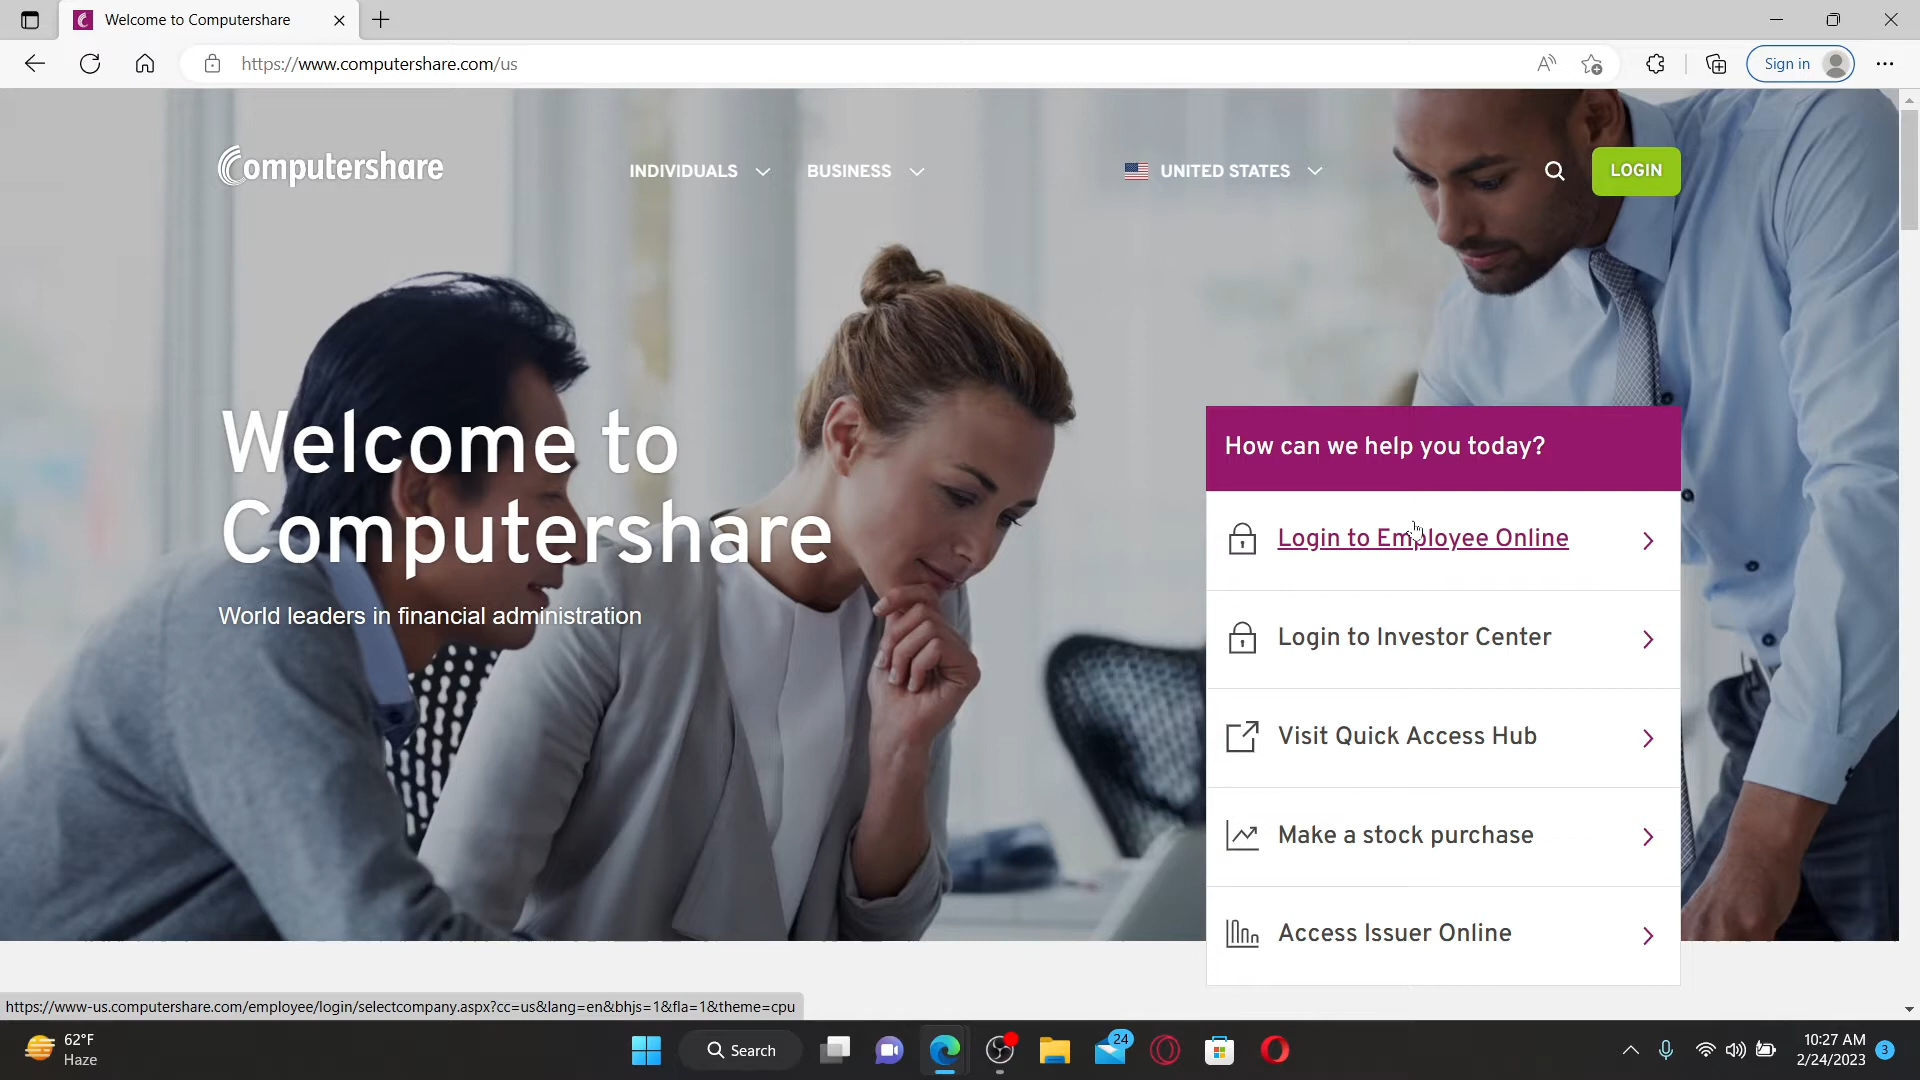 Welcome to Computershare
https://www.computershare.com/us
Sign in
Computershare
INDIVIDUALS
BUSINESS
UNITED STATES
LOGIN
Welcome to
Computershare
World leaders in financial administration
How can we help you today?
Login to Employee Online
Login to Investor Center
Visit Quick Access Hub
Make a stock purchase
Access Issuer Online
https://www-us.computershare.com/employee/login/selectcompany.aspx?cc=us&lang=en&bhjs=1&fla=1&theme=cpu
62°F
Haze
Search
24
10:27 AM
2/24/2023
3